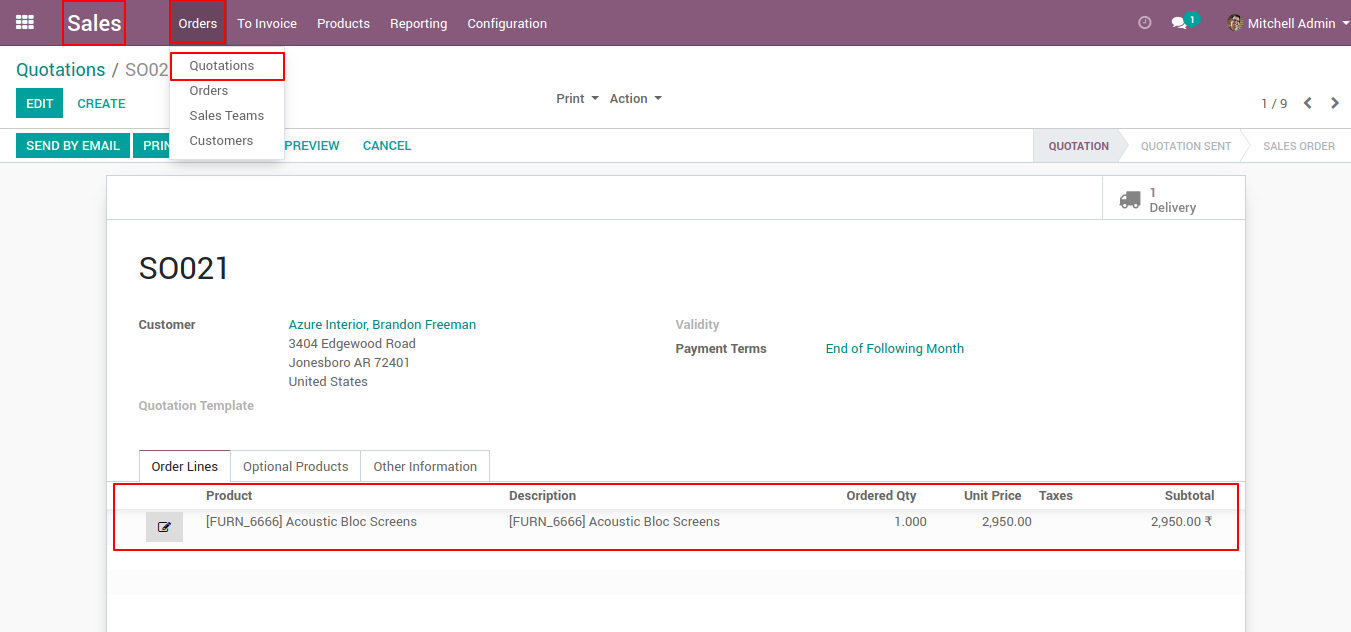 Sales Orders To Invoice Products Reporting Configuration 1 Mitchell Admin
Quotations / SO02 Quotations
Orders
Sales Teams
Customers
EDIT CREATE Print Action 1 / 9
SEND BY EMAIL PRIN PREVIEW CANCEL QUOTATION QUOTATION SENT SALES ORDER
1
Delivery
SO021
Customer Azure Interior, Brandon Freeman
3404 Edgewood Road
Jonesboro AR 72401
United States
Validity
Payment Terms End of Following Month
Quotation Template
Order Lines Optional Products Other Information
Product Description Ordered Qty Unit Price Taxes Subtotal
[FURN_6666] Acoustic Bloc Screens [FURN_6666] Acoustic Bloc Screens 1.000 2,950.00 2,950.00 ₹